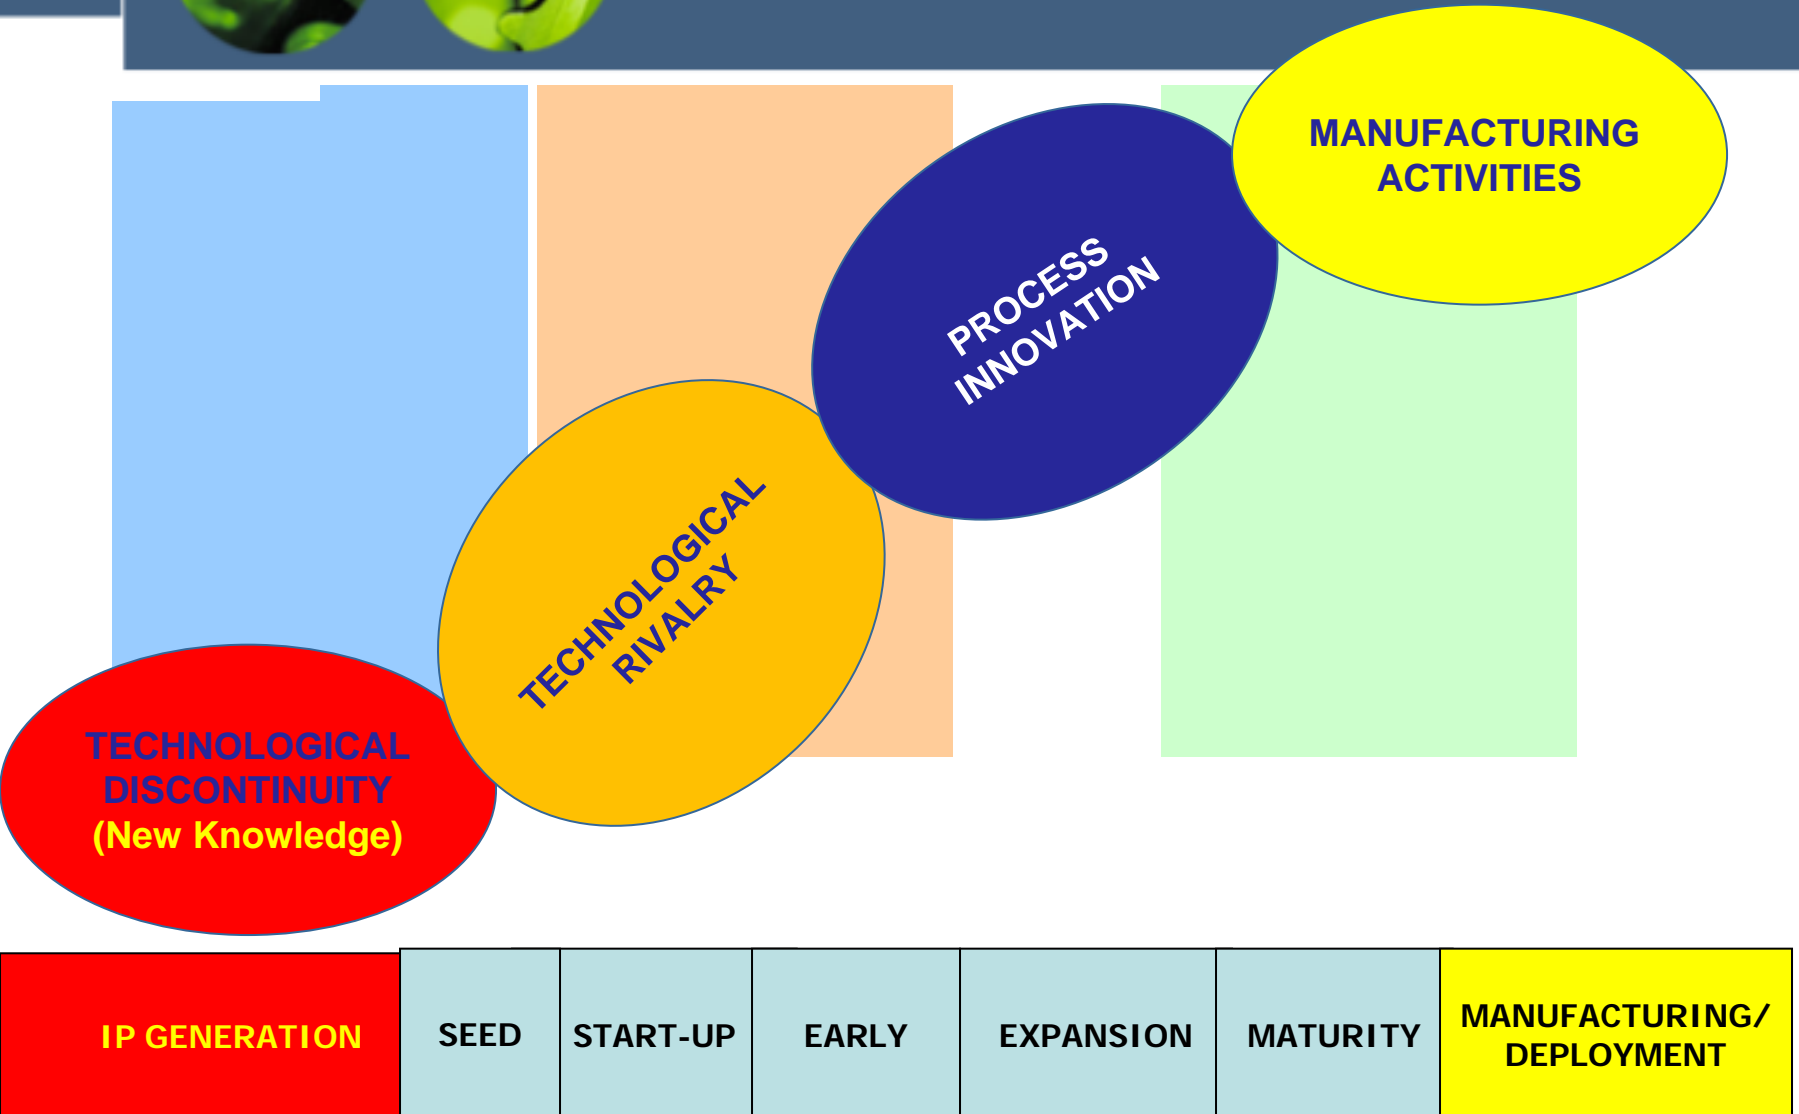 MANUFACTURING
ACTIVITIES
PROCESS
INNOVATION
TECHNOLOGICAL
RIVALRY
TECHNOLOGICAL
DISCONTINUITY
(New Knowledge)
IP GENERATION
SEED
START-UP
EARLY
EXPANSION
MATURITY
MANUFACTURING/
DEPLOYMENT